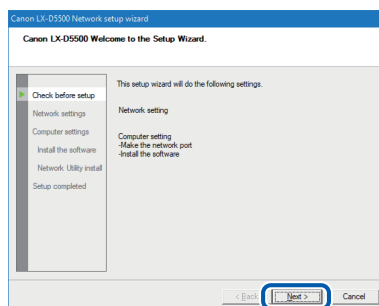 Canon LX-D5500 Network setup wizard
Canon LX-D5500 Welcome to the Setup Wizard.
Check before setup
Network settings
Computer settings
Install the software
Network Utility install
Setup completed
This setup wizard will do the following settings.
Network setting
Computer setting
-Make the network port
-Install the software
< Back
Next >
Cancel